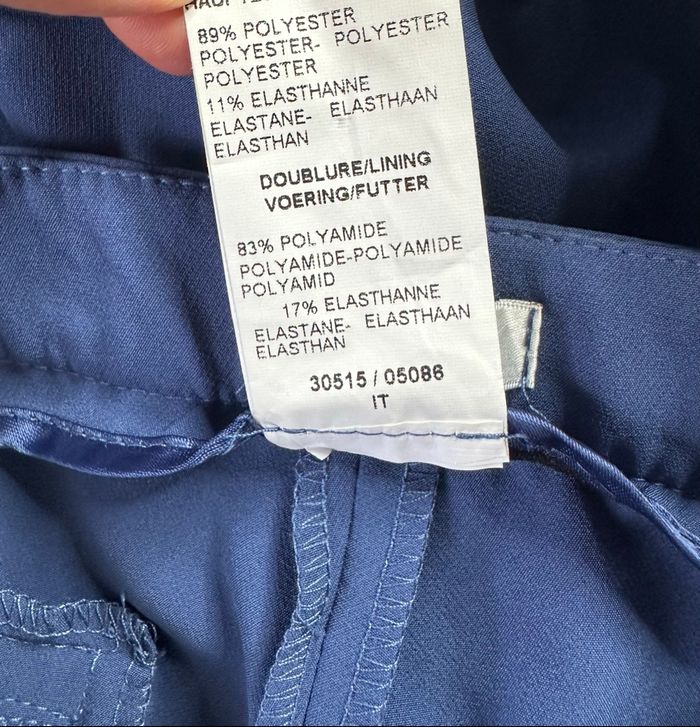 89% POLYESTER
POLYESTER- POLYESTER
POLYESTER
11% ELASTHANNE
ELASTANE- ELASTHAAN
ELASTHAN
DOUBLURE/LINING
VOERING/FUTTER
83% POLYAMIDE
POLYAMIDE-POLYAMIDE
POLYAMID
17% ELASTHANNE
ELASTANE- ELASTHAAN
ELASTHAN
30515 / 05086
IT